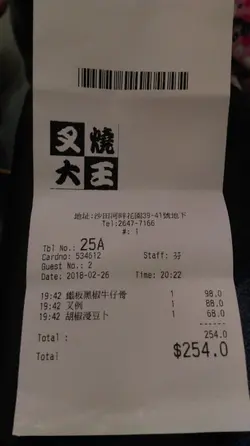 叉燒
大王
地址:沙田河畔花園39-41號地下
Tel:2647-7166
#: 1
Tbl No.: 25A
Cardno: 534612 Staff: 芬
Guest No.: 2
Date: 2018-02-26 Time: 20:22
19:42 鐵板黑椒牛仔骨 1 98.0
19:42 叉例 1 88.0
19:42 胡椒浸豆卜 1 68.0
------
Total : 254.0
Total $254.0